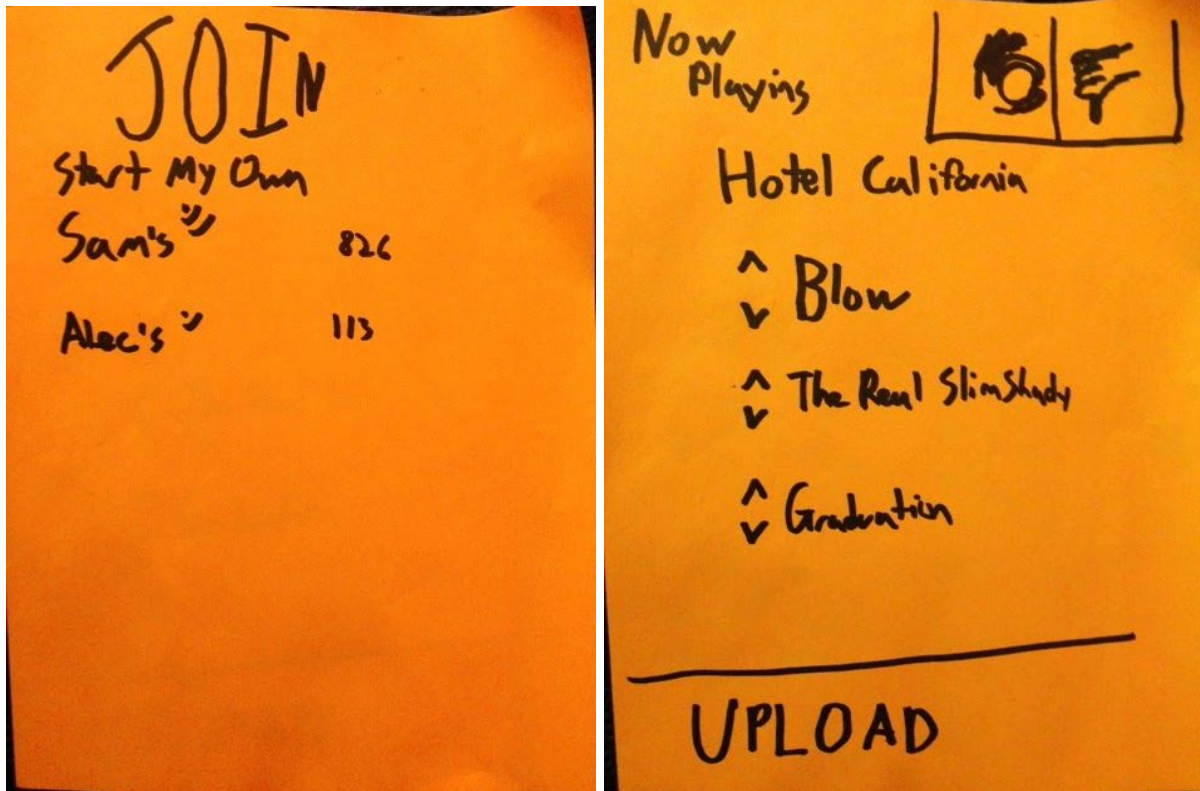 JOIN
Start My Own
Sam's 826
Alec's 113
Now
Playing
Hotel California
Blow
The Real Slim Shady
Graduation
UPLOAD